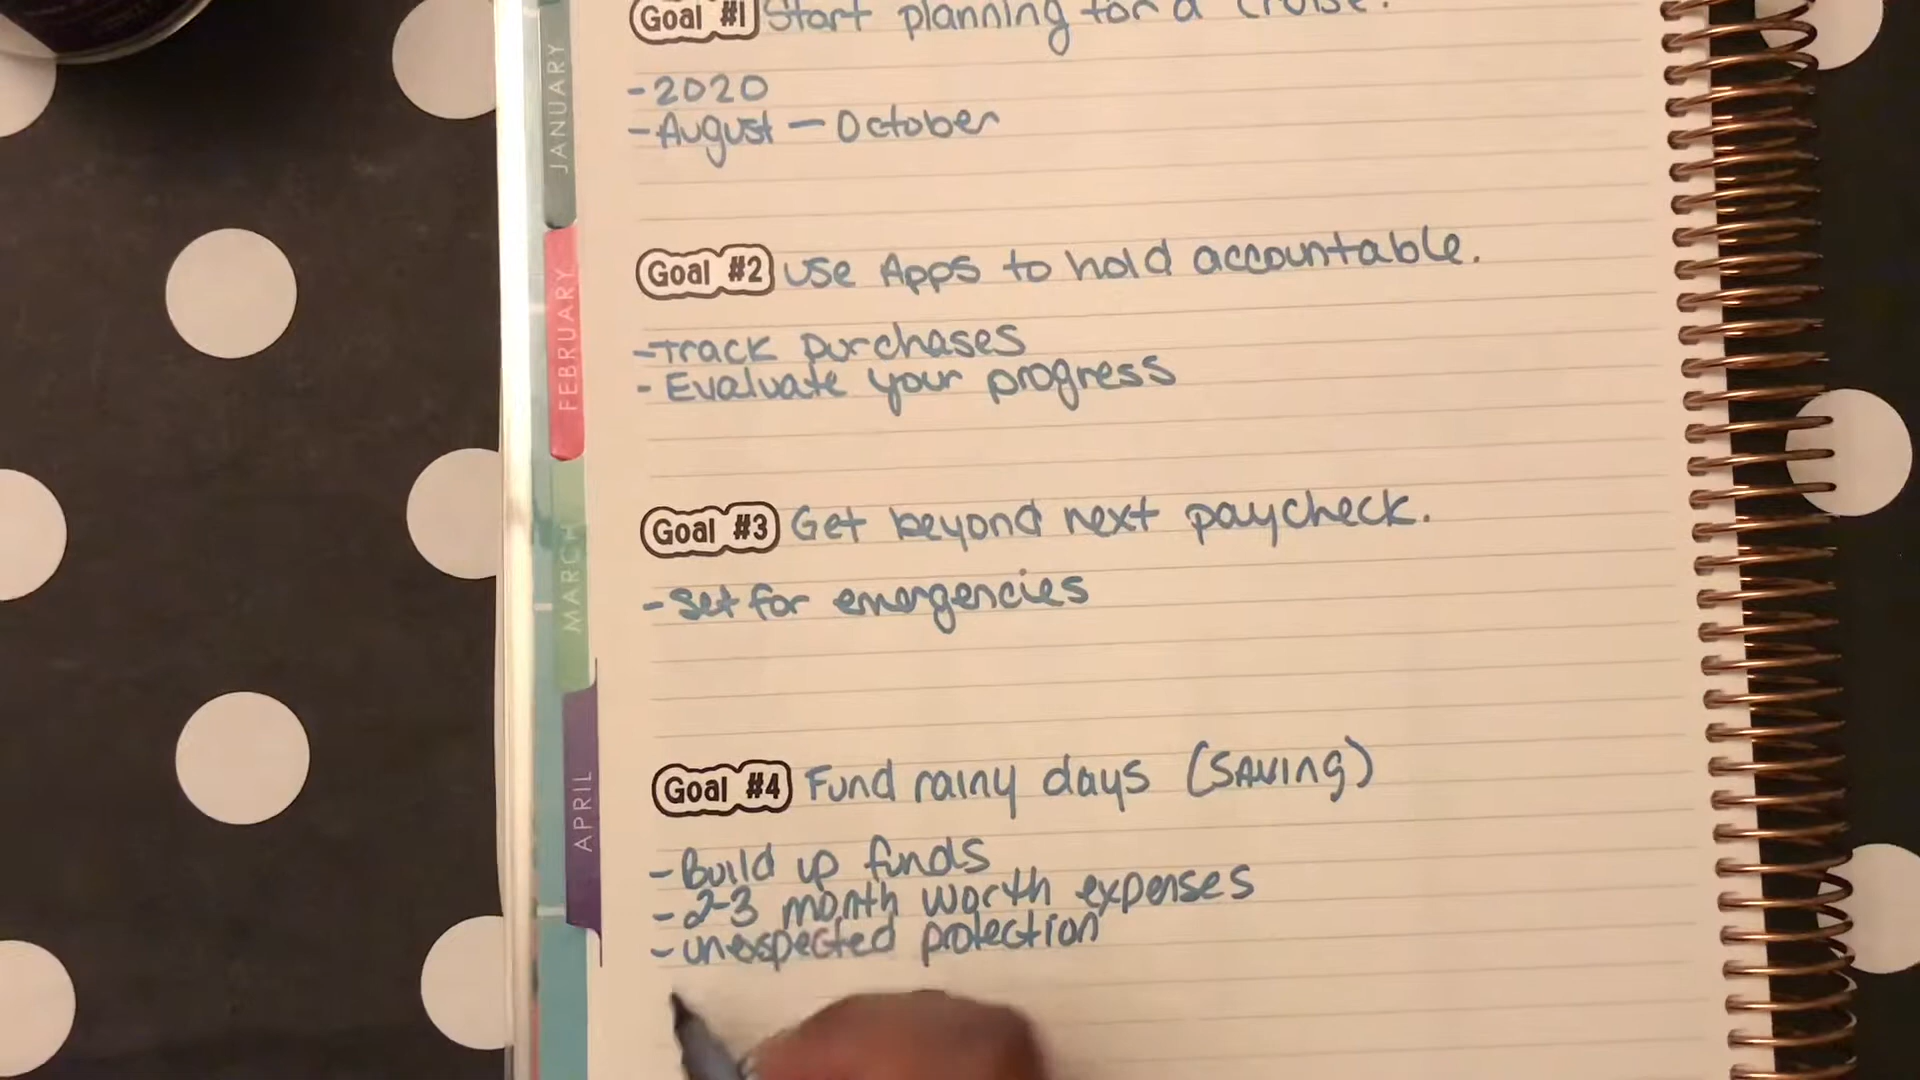 Goal #1 Start planning for a cruise.
JANUARY
-2020
-August - October
Goal #2 use Apps to hold accountable.
FEBRUARY
-Track purchases
- Evaluate your progress
Goal #3 Get beyond next paycheck.
MARCH
-Set for emergencies
Goal #4 Fund rainy days (SAVING)
APRIL
-Build up funds
-2-3 month worth expenses
-unexspected protection